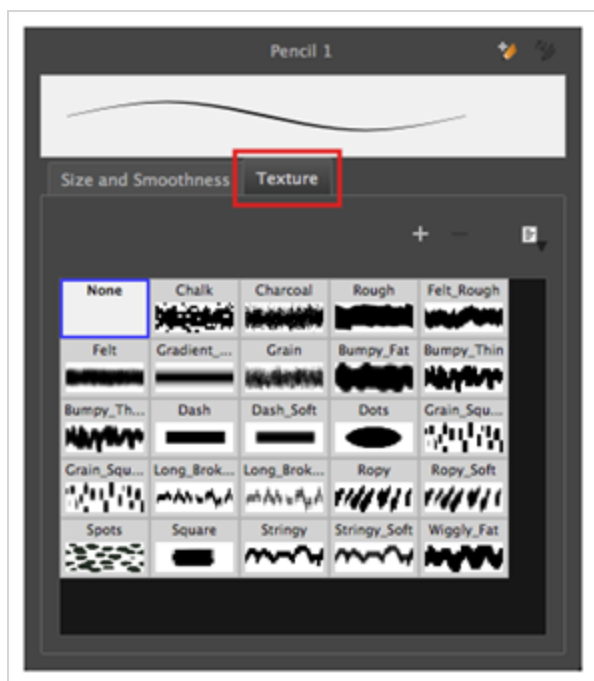 Pencil 1
Size and Smoothness Texture
None Chalk Charcoal Rough Felt_Rough
Felt Gradient_... Grain Bumpy_Fat Bumpy_Thin
Bumpy_Th... Dash Dash_Soft Dots Grain_Squ...
Grain_Squ... Long_Brok... Long_Brok... Ropy Ropy_Soft
Spots Square Stringy Stringy_Soft Wiggly_Fat